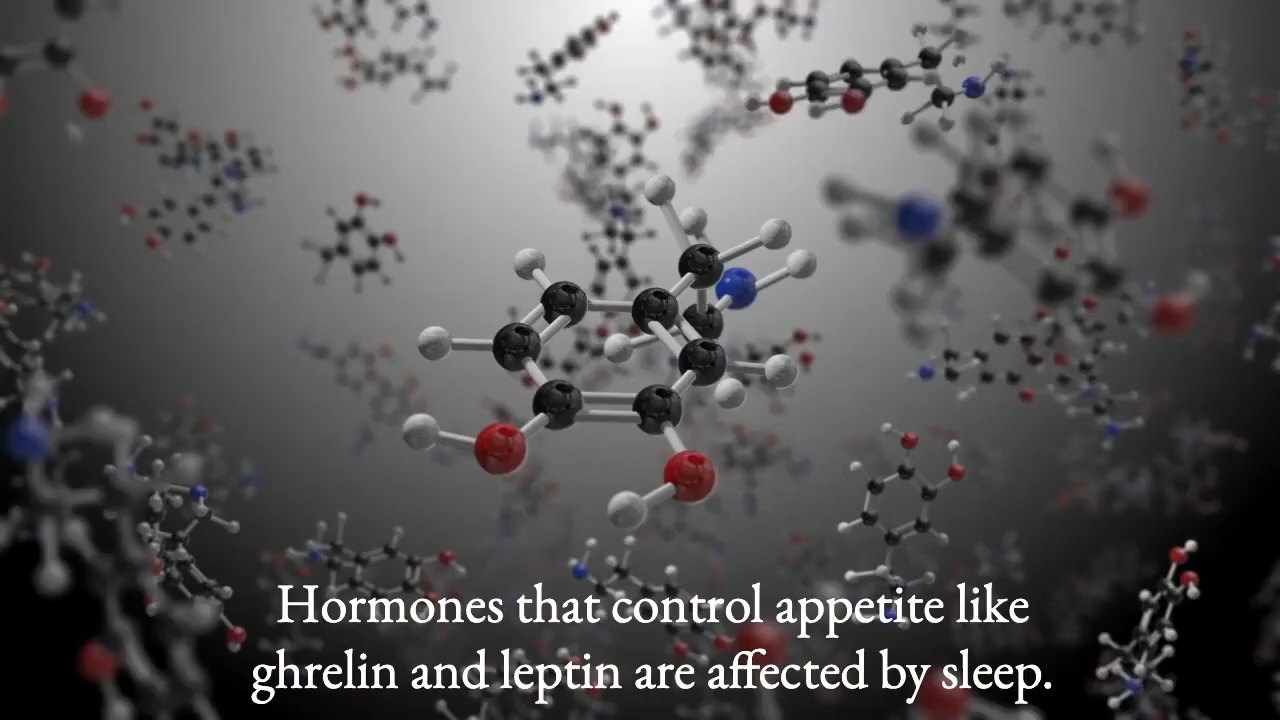 Hormones that control appetite like
ghrelin and leptin are affected by sleep.